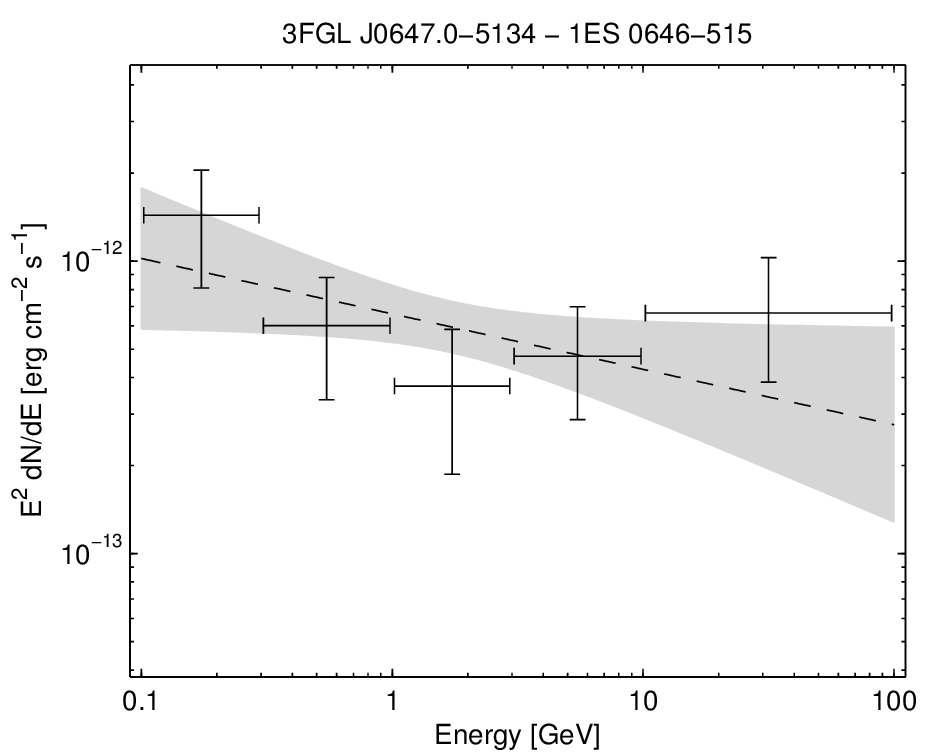 3FGL J0647.0−5134 − 1ES 0646−515
E² dN/dE [erg cm⁻² s⁻¹]
10⁻¹²
10⁻¹³
0.1 1 10 100
Energy [GeV]